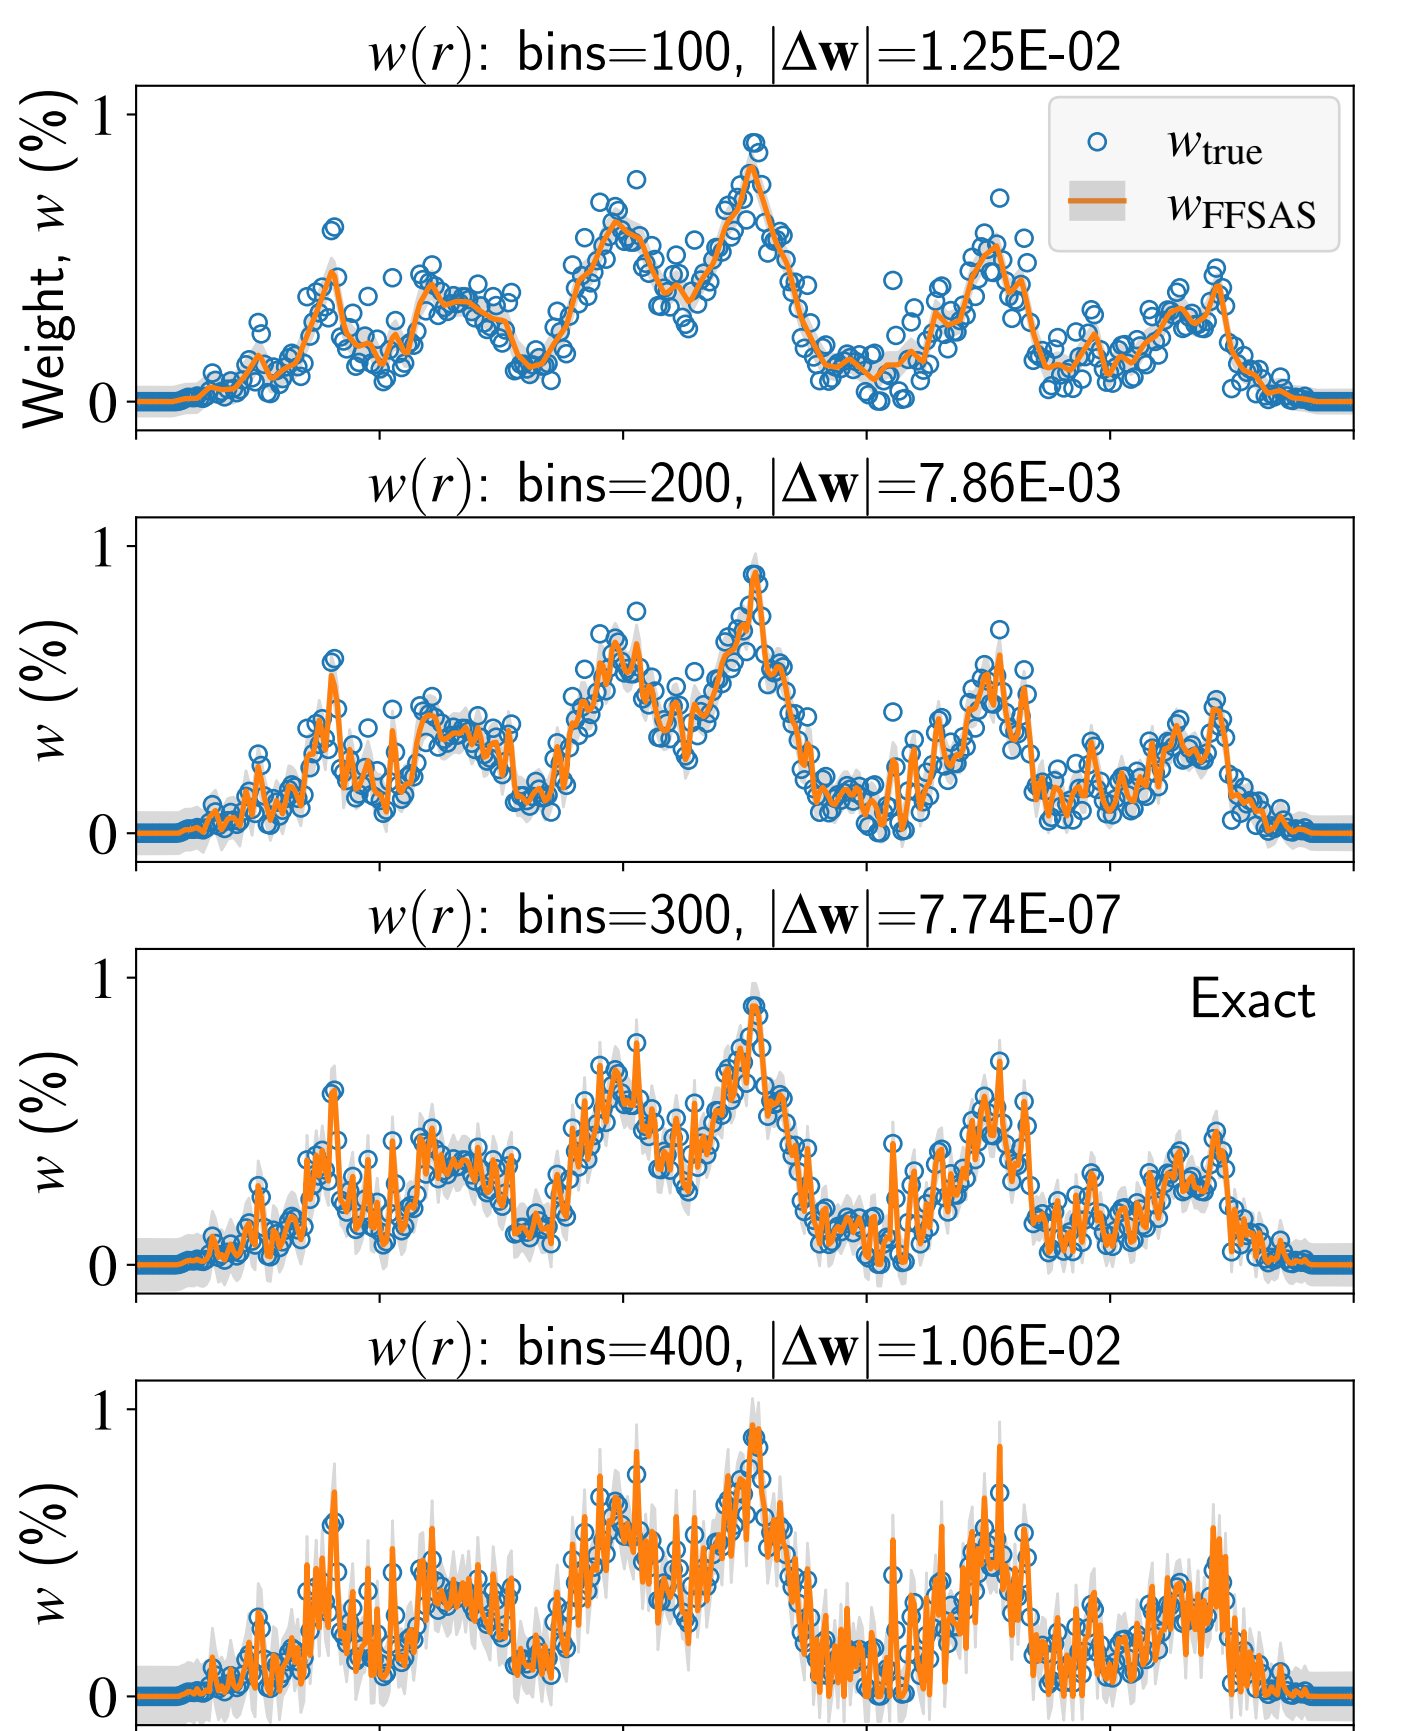 w(r): bins=100, |Δw|=1.25E-02
Weight, w (%)
1
0
w_true
w_FFSAS
w(r): bins=200, |Δw|=7.86E-03
w (%)
1
0
w(r): bins=300, |Δw|=7.74E-07
w (%)
1
0
Exact
w(r): bins=400, |Δw|=1.06E-02
w (%)
1
0